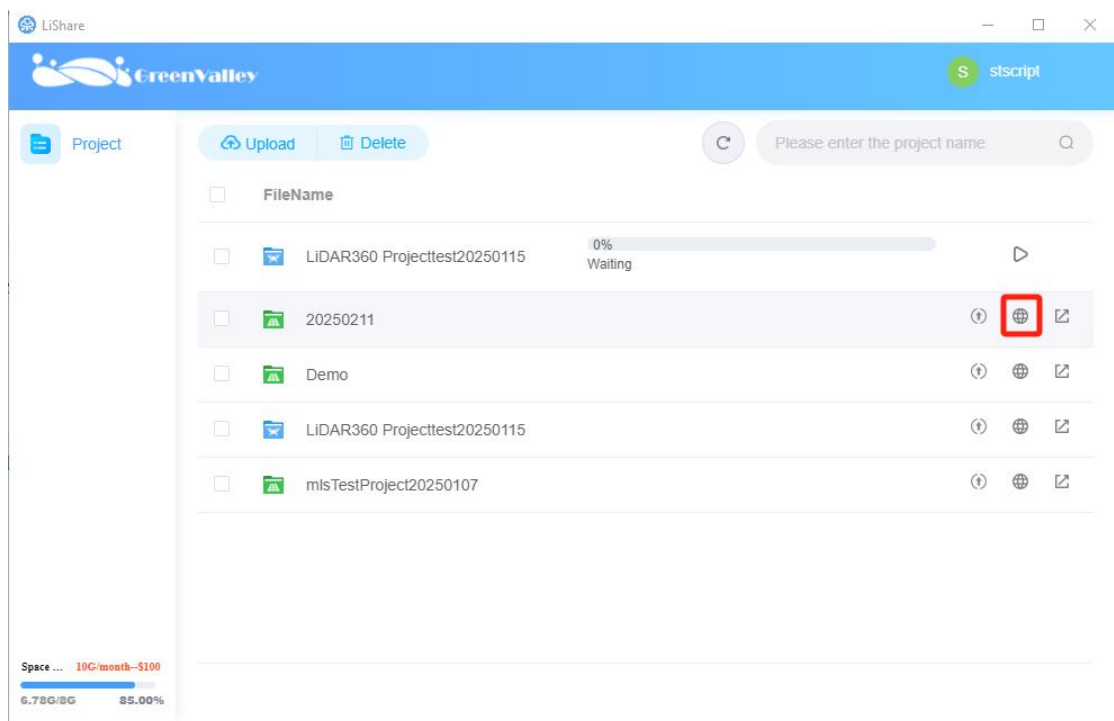 LiShare
GreenValley
S stscript
Project
Upload Delete
Please enter the project name
FileName
LiDAR360 Projecttest20250115
0%
Waiting
20250211
Demo
LiDAR360 Projecttest20250115
mlsTestProject20250107
Space ... 10G/month--$100
6.78G/8G 85.00%